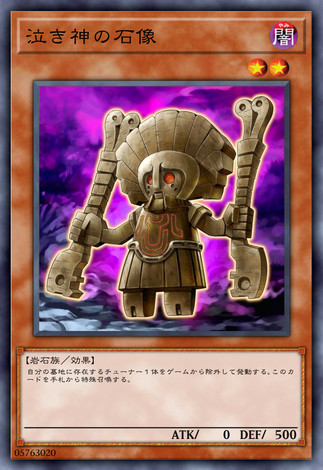 泣き神の石像
闇
やみ
【岩石族／効果】
自分の墓地に存在するチューナー１体をゲームから除外して発動する。このカ
ードを手札から特殊召喚する。
ATK/ 0 DEF/ 500
05763020